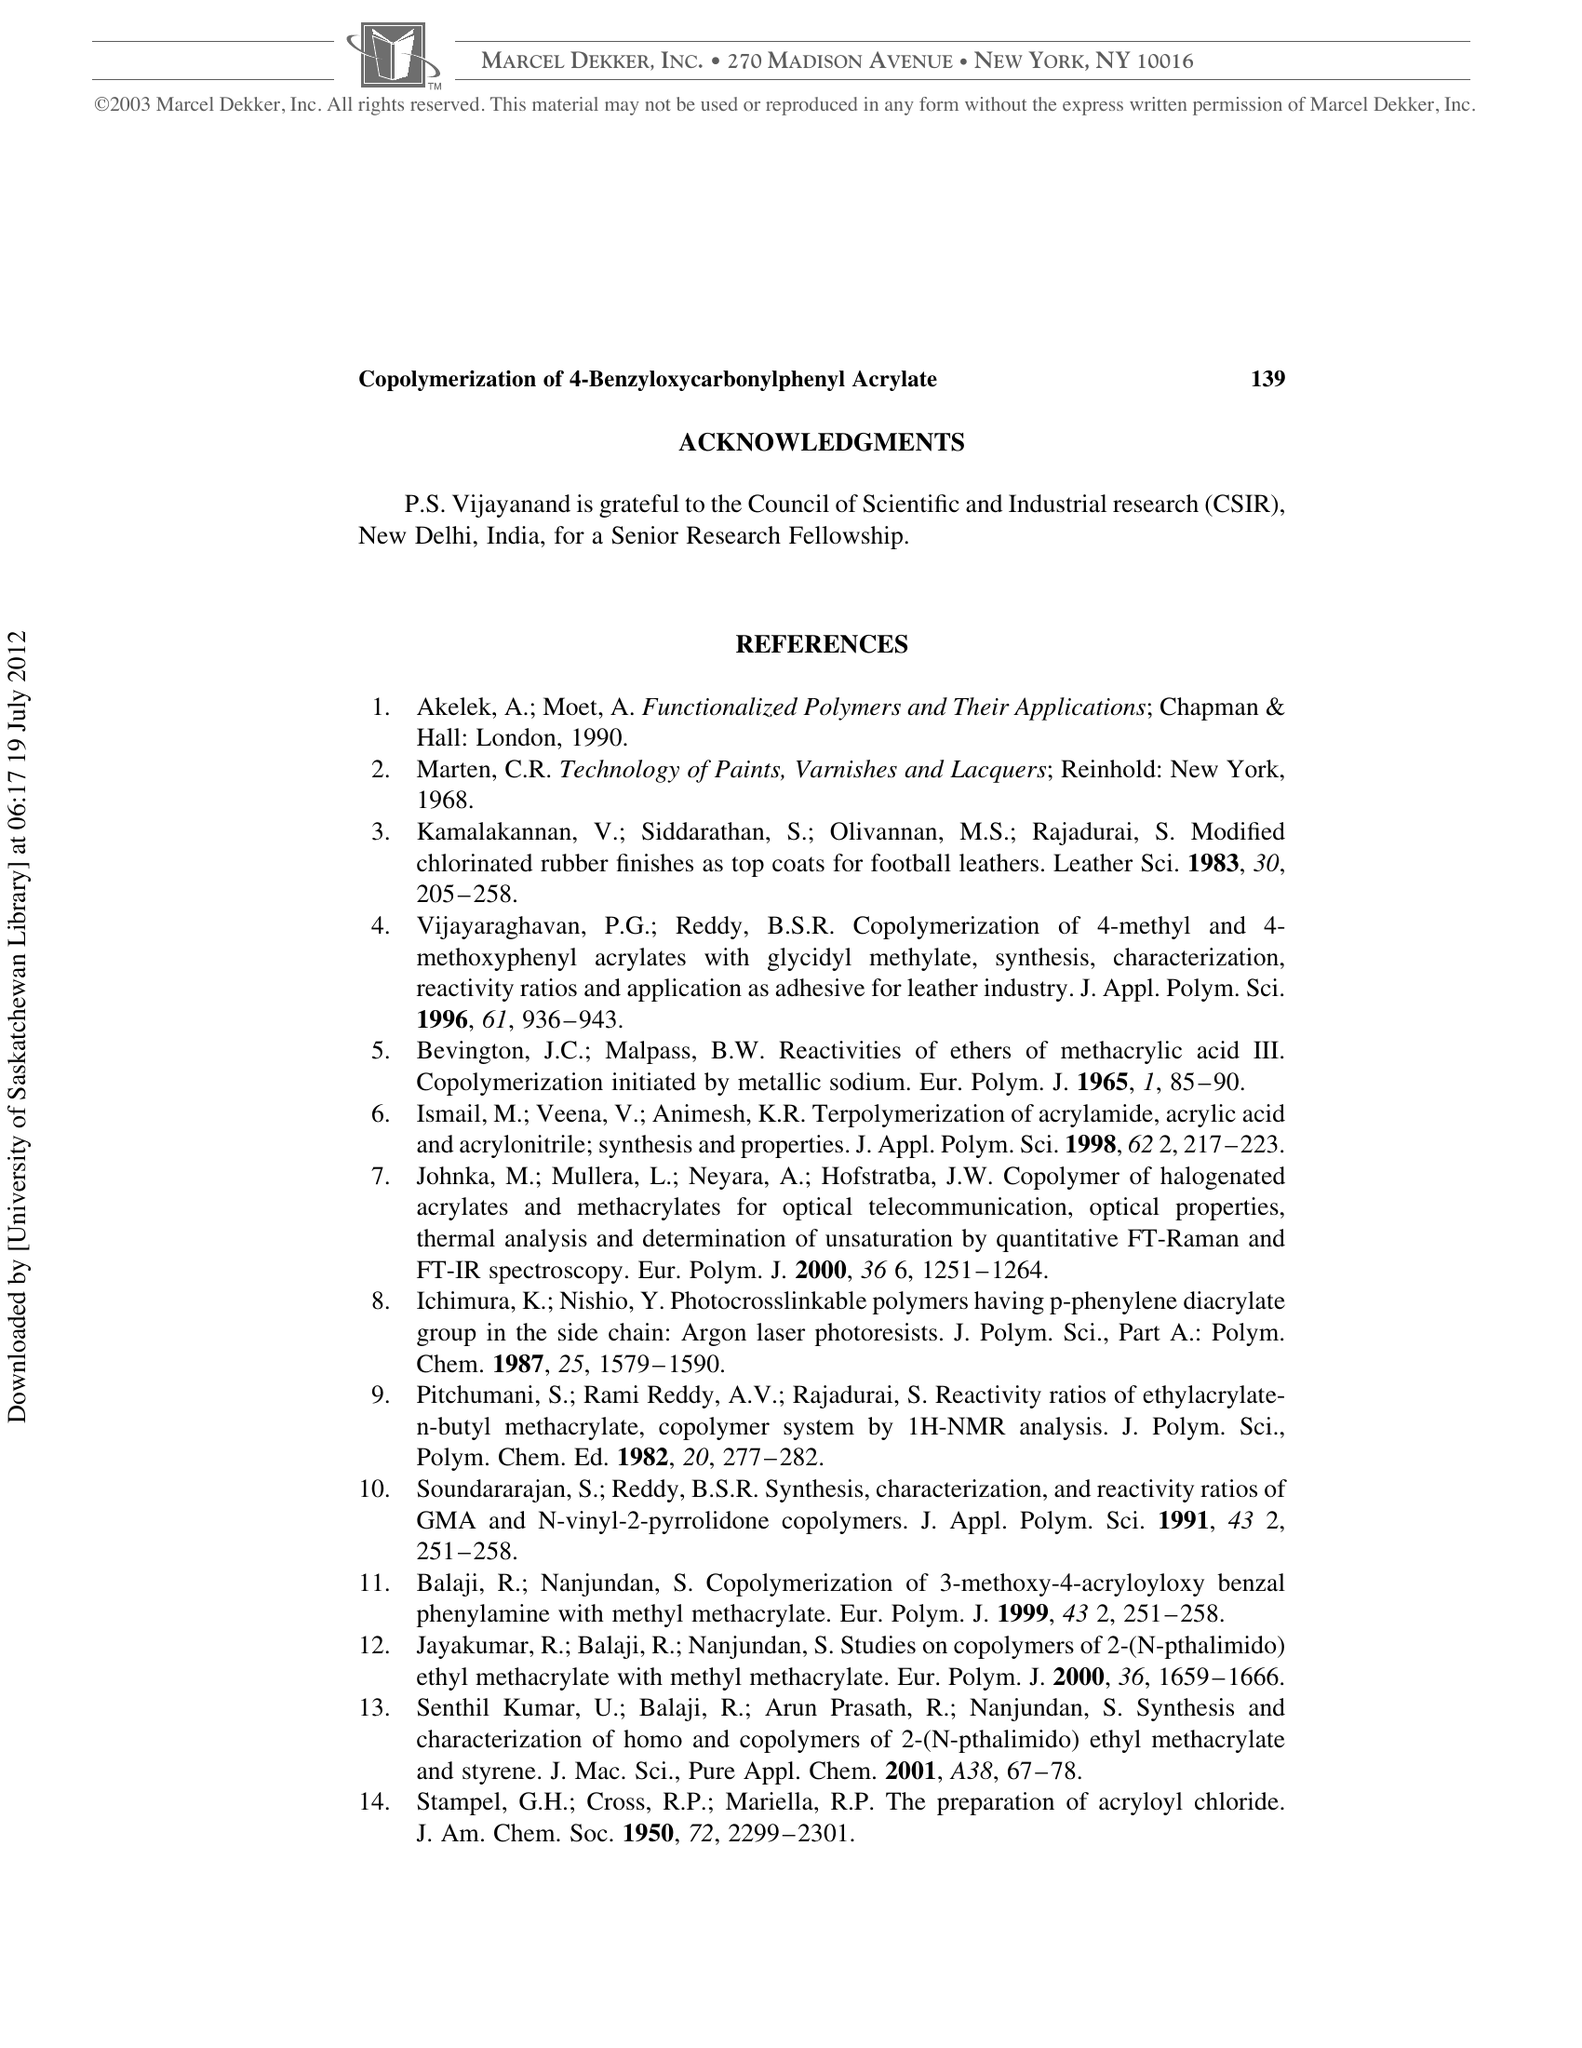 MARCEL DEKKER, INC. • 270 MADISON AVENUE • NEW YORK, NY 10016
TM
©2003 Marcel Dekker, Inc. All rights reserved. This material may not be used or reproduced in any form without the express written permission of Marcel Dekker, Inc.
Copolymerization of 4-Benzyloxycarbonylphenyl Acrylate 139
ACKNOWLEDGMENTS
P.S. Vijayanand is grateful to the Council of Scientific and Industrial research (CSIR),
New Delhi, India, for a Senior Research Fellowship.
REFERENCES
1. Akelek, A.; Moet, A. Functionalized Polymers and Their Applications; Chapman &
Hall: London, 1990.
2. Marten, C.R. Technology of Paints, Varnishes and Lacquers; Reinhold: New York,
1968.
3. Kamalakannan, V.; Siddarathan, S.; Olivannan, M.S.; Rajadurai, S. Modified
chlorinated rubber finishes as top coats for football leathers. Leather Sci. 1983, 30,
205–258.
4. Vijayaraghavan, P.G.; Reddy, B.S.R. Copolymerization of 4-methyl and 4-
methoxyphenyl acrylates with glycidyl methylate, synthesis, characterization,
reactivity ratios and application as adhesive for leather industry. J. Appl. Polym. Sci.
1996, 61, 936–943.
5. Bevington, J.C.; Malpass, B.W. Reactivities of ethers of methacrylic acid III.
Copolymerization initiated by metallic sodium. Eur. Polym. J. 1965, 1, 85–90.
6. Ismail, M.; Veena, V.; Animesh, K.R. Terpolymerization of acrylamide, acrylic acid
and acrylonitrile; synthesis and properties. J. Appl. Polym. Sci. 1998, 62 2, 217–223.
7. Johnka, M.; Mullera, L.; Neyara, A.; Hofstratba, J.W. Copolymer of halogenated
acrylates and methacrylates for optical telecommunication, optical properties,
thermal analysis and determination of unsaturation by quantitative FT-Raman and
FT-IR spectroscopy. Eur. Polym. J. 2000, 36 6, 1251–1264.
8. Ichimura, K.; Nishio, Y. Photocrosslinkable polymers having p-phenylene diacrylate
group in the side chain: Argon laser photoresists. J. Polym. Sci., Part A.: Polym.
Chem. 1987, 25, 1579–1590.
9. Pitchumani, S.; Rami Reddy, A.V.; Rajadurai, S. Reactivity ratios of ethylacrylate-
n-butyl methacrylate, copolymer system by 1H-NMR analysis. J. Polym. Sci.,
Polym. Chem. Ed. 1982, 20, 277–282.
10. Soundararajan, S.; Reddy, B.S.R. Synthesis, characterization, and reactivity ratios of
GMA and N-vinyl-2-pyrrolidone copolymers. J. Appl. Polym. Sci. 1991, 43 2,
251–258.
11. Balaji, R.; Nanjundan, S. Copolymerization of 3-methoxy-4-acryloyloxy benzal
phenylamine with methyl methacrylate. Eur. Polym. J. 1999, 43 2, 251–258.
12. Jayakumar, R.; Balaji, R.; Nanjundan, S. Studies on copolymers of 2-(N-pthalimido)
ethyl methacrylate with methyl methacrylate. Eur. Polym. J. 2000, 36, 1659–1666.
13. Senthil Kumar, U.; Balaji, R.; Arun Prasath, R.; Nanjundan, S. Synthesis and
characterization of homo and copolymers of 2-(N-pthalimido) ethyl methacrylate
and styrene. J. Mac. Sci., Pure Appl. Chem. 2001, A38, 67–78.
14. Stampel, G.H.; Cross, R.P.; Mariella, R.P. The preparation of acryloyl chloride.
J. Am. Chem. Soc. 1950, 72, 2299–2301.
Downloaded by [University of Saskatchewan Library] at 06:17 19 July 2012